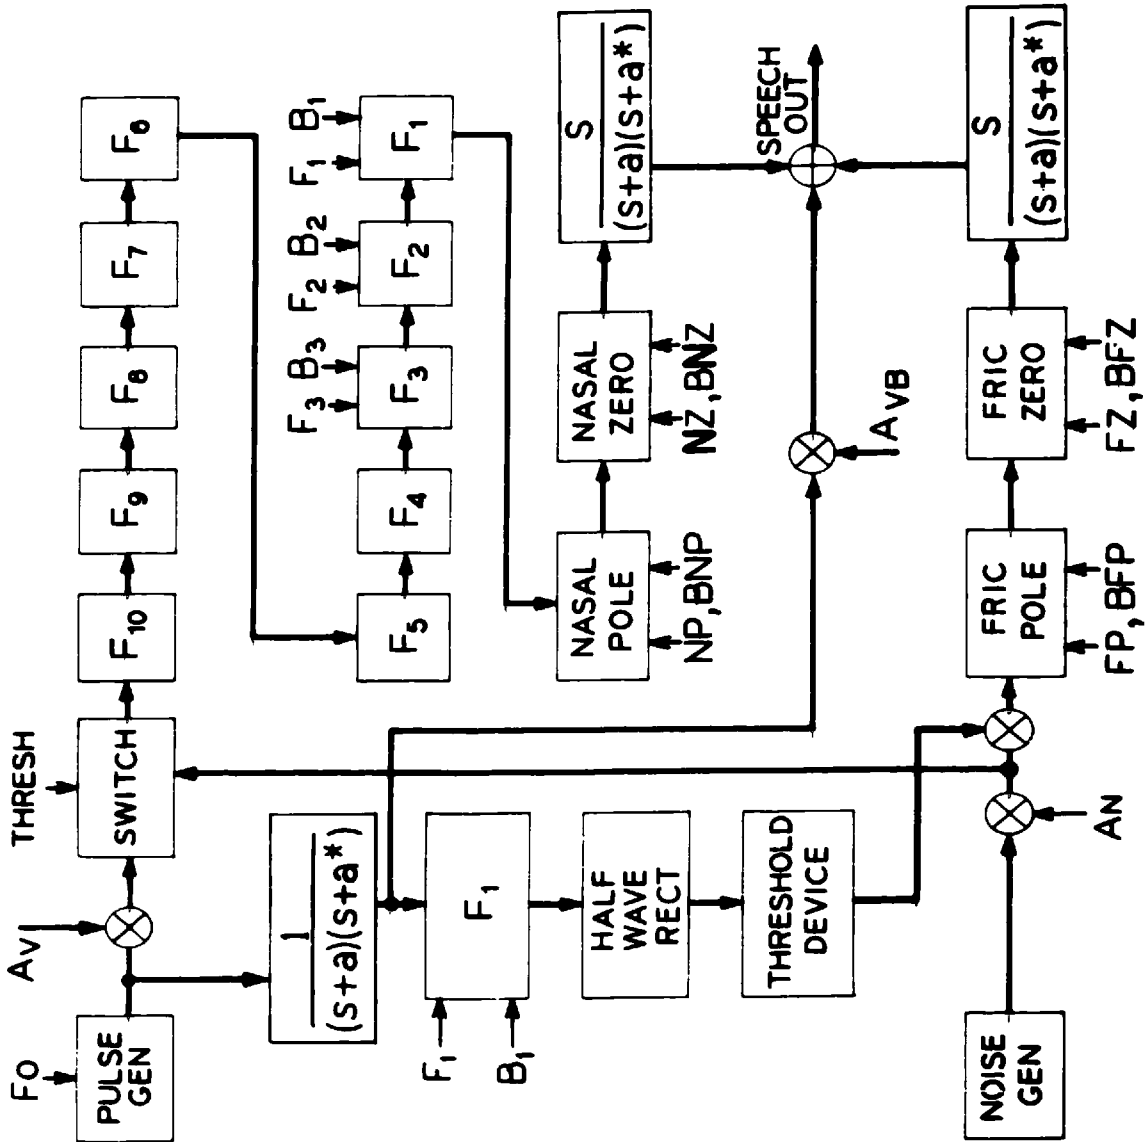 F0
AV
THRESH
PULSE
GEN
SWITCH
F10
F9
F8
F7
F6
F3
B3
F2
B2
F1
B1
F5
F4
F3
F2
F1
1
(s+a)(s+a*)
F1
B1
F1
HALF
WAVE
RECT
THRESHOLD
DEVICE
NASAL
POLE
NP, BNP
NASAL
ZERO
NZ, BNZ
S
(s+a)(s+a*)
AVB
SPEECH
OUT
NOISE
GEN
AN
FRIC
POLE
FP, BFP
FRIC
ZERO
FZ, BFZ
S
(s+a)(s+a*)